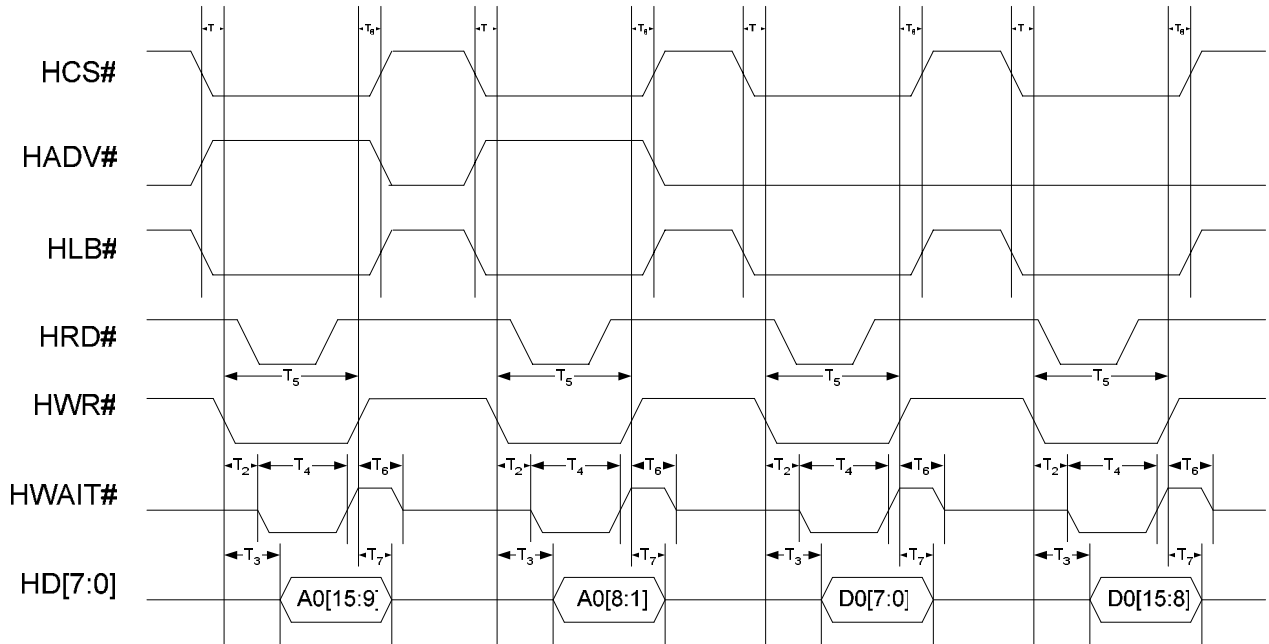 T T8 T T8 T T8 T T8
HCS#
HADV#
HLB#
HRD#
T5 T5 T5 T5
HWR#
T2 T4 T6 T2 T4 T6 T2 T4 T6 T2 T4 T6
HWAIT#
T3 T7 T3 T7 T3 T7 T3 T7
HD[7:0] A0[15:9] A0[8:1] D0[7:0] D0[15:8]